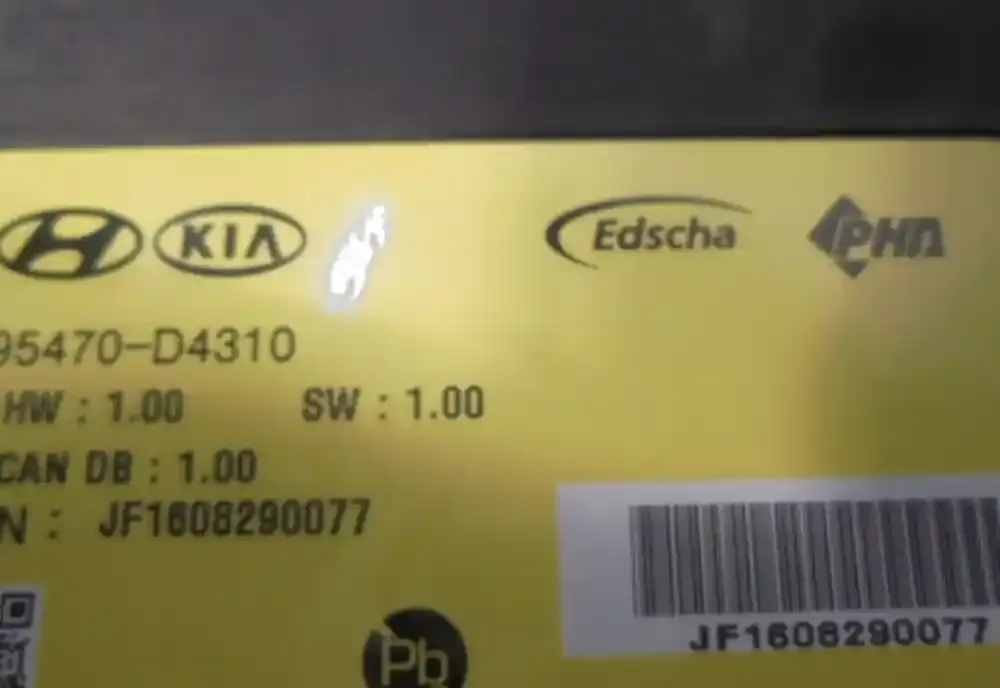 KIA Edscha PHA
95470-D4310
HW : 1.00 SW : 1.00
CAN DB : 1.00
N : JF1608290077
JF1608290077
Pb